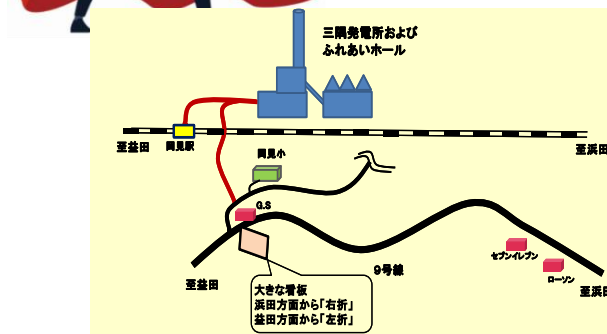 三隅発電所および
ふれあいホール
至益田
岡見駅
至浜田
岡見小
G.S
セブンイレブン
ローソン
9号線
至益田
至浜田
大きな看板
浜田方面から「右折」
益田方面から「左折」